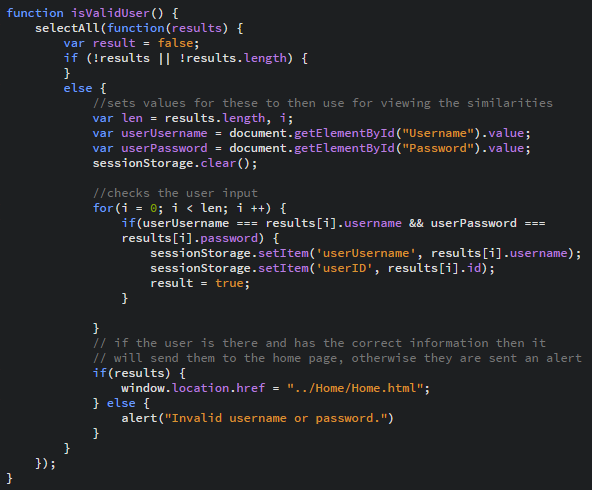 function isValidUser() {
    selectAll(function(results) {
        var result = false;
        if (!results || !results.length) {
        }
        else {
            //sets values for these to then use for viewing the similarities
            var len = results.length, i;
            var userUsername = document.getElementById("Username").value;
            var userPassword = document.getElementById("Password").value;
            sessionStorage.clear();

            //checks the user input
            for(i = 0; i < len; i ++) {
                if(userUsername === results[i].username && userPassword ===
                results[i].password) {
                    sessionStorage.setItem('userUsername', results[i].username);
                    sessionStorage.setItem('userID', results[i].id);
                    result = true;
                }

            }
            // if the user is there and has the correct information then it
            // will send them to the home page, otherwise they are sent an alert
            if(results) {
                window.location.href = "../Home/Home.html";
            } else {
                alert("Invalid username or password.")
            }
        }
    });
}